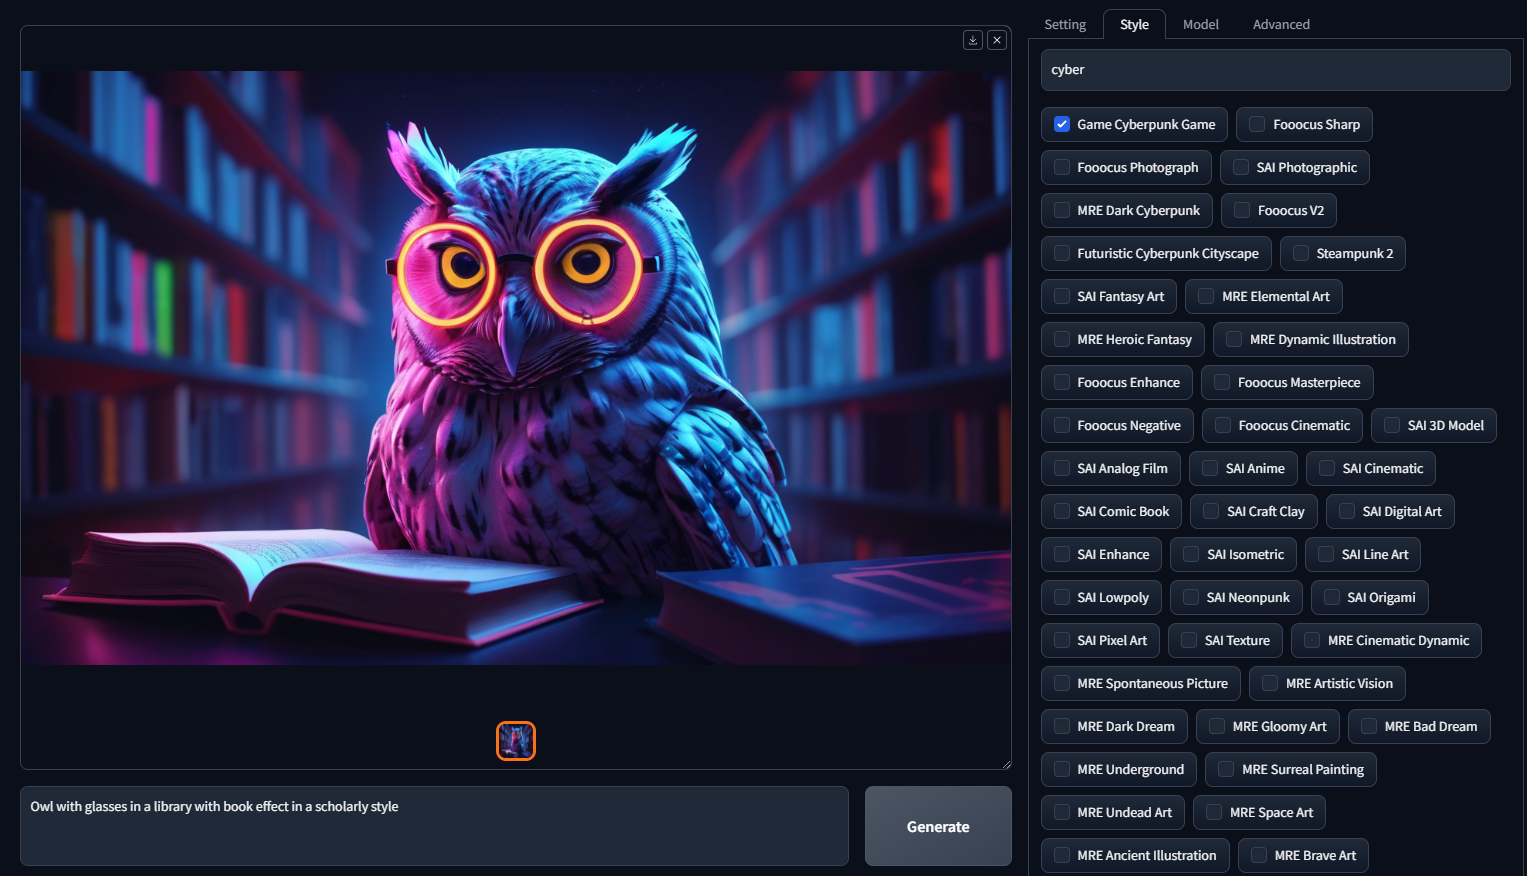 Setting Style Model Advanced
cyber
Game Cyberpunk Game Fooocus Sharp
Fooocus Photograph SAI Photographic
MRE Dark Cyberpunk Fooocus V2
Futuristic Cyberpunk Cityscape Steampunk 2
SAI Fantasy Art MRE Elemental Art
MRE Heroic Fantasy MRE Dynamic Illustration
Fooocus Enhance Fooocus Masterpiece
Fooocus Negative Fooocus Cinematic SAI 3D Model
SAI Analog Film SAI Anime SAI Cinematic
SAI Comic Book SAI Craft Clay SAI Digital Art
SAI Enhance SAI Isometric SAI Line Art
SAI Lowpoly SAI Neonpunk SAI Origami
SAI Pixel Art SAI Texture MRE Cinematic Dynamic
MRE Spontaneous Picture MRE Artistic Vision
MRE Dark Dream MRE Gloomy Art MRE Bad Dream
MRE Underground MRE Surreal Painting
MRE Undead Art MRE Space Art
MRE Ancient Illustration MRE Brave Art
Owl with glasses in a library with book effect in a scholarly style
Generate